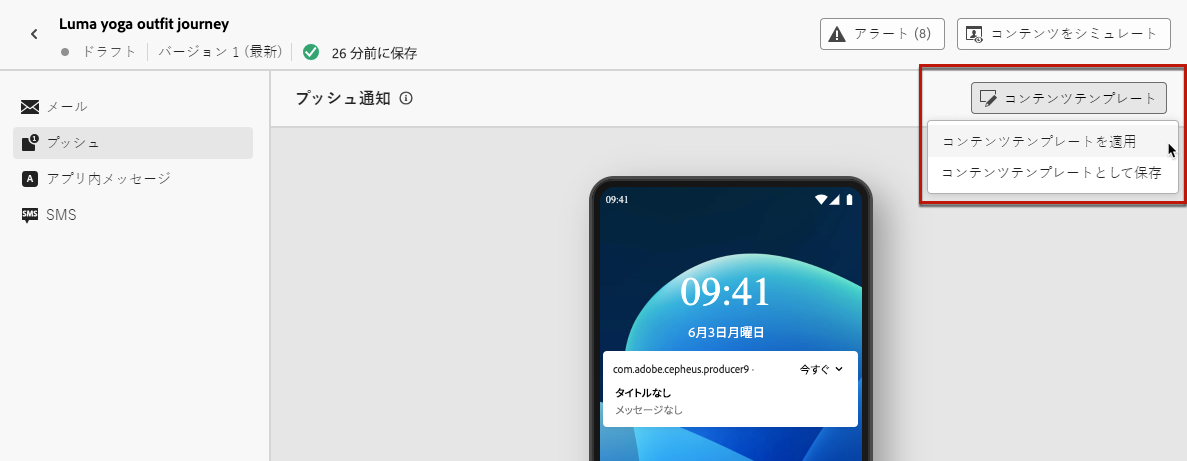 Luma yoga outfit journey
ドラフト
バージョン 1 (最新)
26 分前に保存
アラート (8)
コンテンツをシミュレート
メール
1
プッシュ
A
アプリ内メッセージ
SMS
SMS
プッシュ通知
コンテンツテンプレート
コンテンツテンプレートを適用
コンテンツテンプレートとして保存
09:41
09:41
6月3日月曜日
com.adobe.cepheus.producer9 · 今すぐ
タイトルなし
メッセージなし